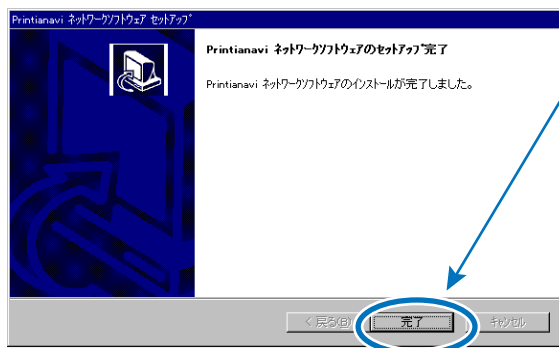 Printianavi ﾈｯﾄﾜｰｸｿﾌﾄｳｪｱ ｾｯﾄｱｯﾌﾟ
Printianavi ﾈｯﾄﾜｰｸｿﾌﾄｳｪｱのｾｯﾄｱｯﾌﾟ完了
Printianavi ﾈｯﾄﾜｰｸｿﾌﾄｳｪｱのｲﾝｽﾄｰﾙが完了しました。
< 戻る(B)
完了
ｷｬﾝｾﾙ